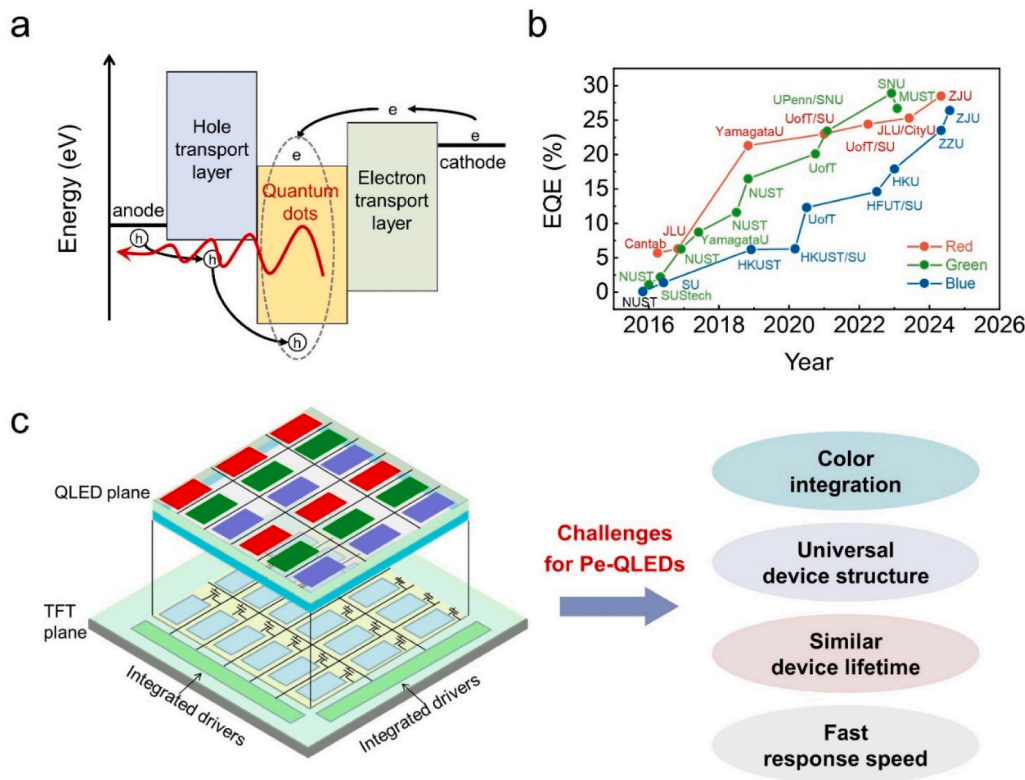 a
Energy (eV)
anode
h
h
h
Hole
transport
layer
Quantum
dots
e
e
e
Electron
transport
layer
cathode
b
EQE (%)
30
25
20
15
10
5
0
2016
2018
2020
2022
2024
2026
Year
Cantab
JLU
YamagataU
UofT/SU
UofT/SU
JLU/CityU
ZJU
NUST
SUStech
NUST
YamagataU
NUST
NUST
UofT
UPenn/SNU
SNU
MUST
NUST
SU
HKUST
HKUST/SU
UofT
HFUT/SU
HKU
ZZU
ZJU
Red
Green
Blue
c
QLED plane
TFT
plane
Integrated drivers
Integrated drivers
Challenges
for Pe-QLEDs
Color
integration
Universal
device structure
Similar
device lifetime
Fast
response speed